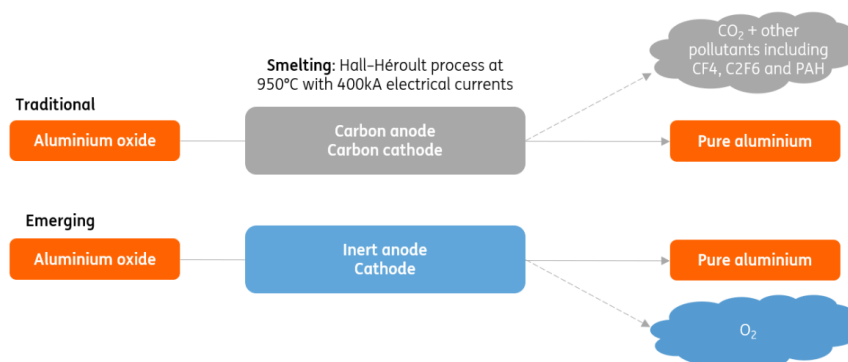 Smelting: Hall–Héroult process at
950°C with 400kA electrical currents
CO₂ + other
pollutants including
CF4, C2F6 and PAH
Traditional
Aluminium oxide
Carbon anode
Carbon cathode
Pure aluminium
Emerging
Aluminium oxide
Inert anode
Cathode
Pure aluminium
O₂